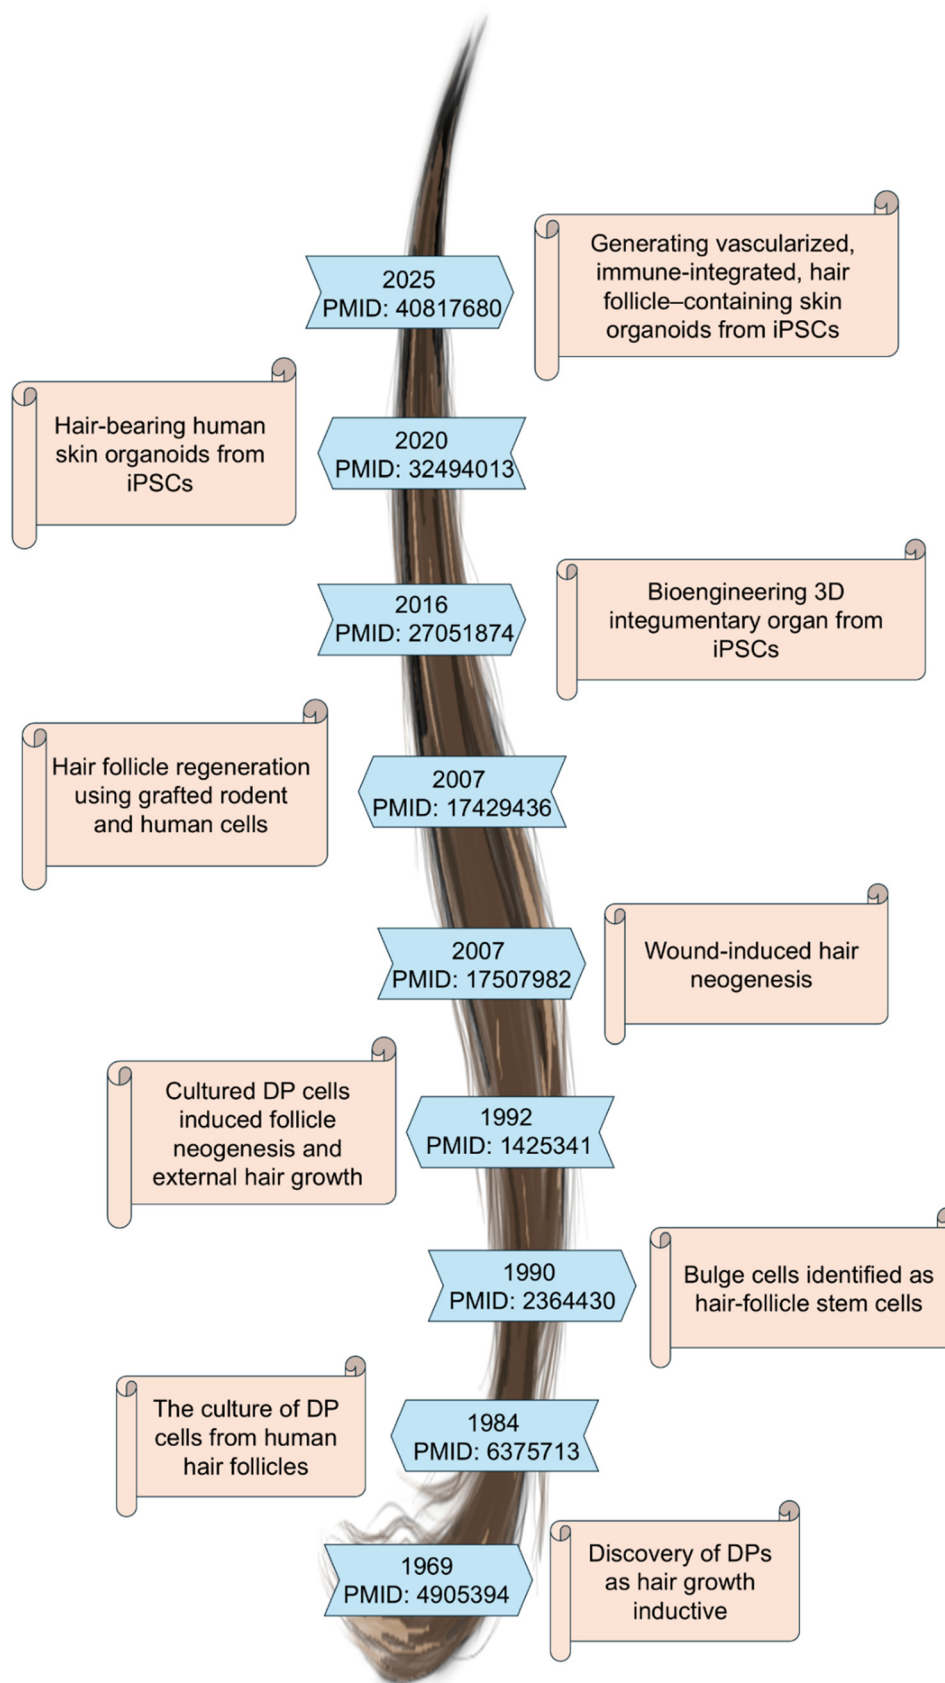 2025
PMID: 40817680
Generating vascularized,
immune-integrated, hair
follicle–containing skin
organoids from iPSCs
Hair-bearing human
skin organoids from
iPSCs
2020
PMID: 32494013
2016
PMID: 27051874
Bioengineering 3D
integumentary organ from
iPSCs
Hair follicle regeneration
using grafted rodent
and human cells
2007
PMID: 17429436
2007
PMID: 17507982
Wound-induced hair
neogenesis
Cultured DP cells
induced follicle
neogenesis and
external hair growth
1992
PMID: 1425341
1990
PMID: 2364430
Bulge cells identified as
hair-follicle stem cells
The culture of DP
cells from human
hair follicles
1984
PMID: 6375713
1969
PMID: 4905394
Discovery of DPs
as hair growth
inductive